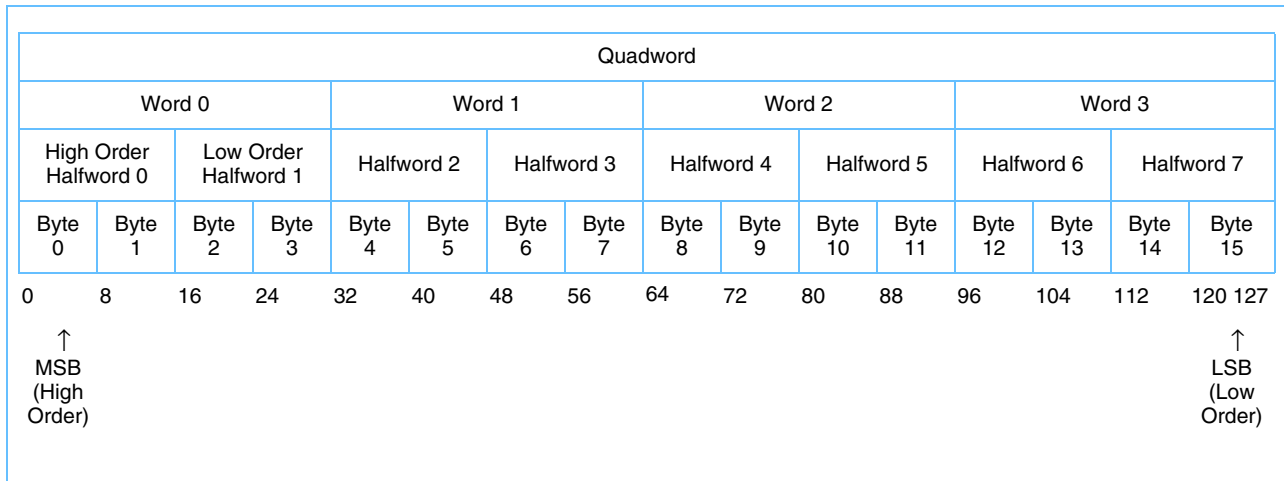 Quadword
Word 0 Word 1 Word 2 Word 3
High Order Halfword 0 Low Order Halfword 1 Halfword 2 Halfword 3 Halfword 4 Halfword 5 Halfword 6 Halfword 7
Byte 0 Byte 1 Byte 2 Byte 3 Byte 4 Byte 5 Byte 6 Byte 7 Byte 8 Byte 9 Byte 10 Byte 11 Byte 12 Byte 13 Byte 14 Byte 15
0 8 16 24 32 40 48 56 64 72 80 88 96 104 112 120 127
↑ ↑
MSB LSB
(High (Low
Order) Order)